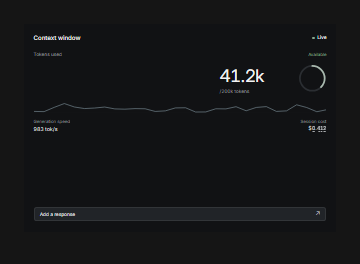 Context window
Live
Tokens used
Available
41.2k
/200k tokens
Generation speed
Session cost
983 tok/s
$0.412
Add a response